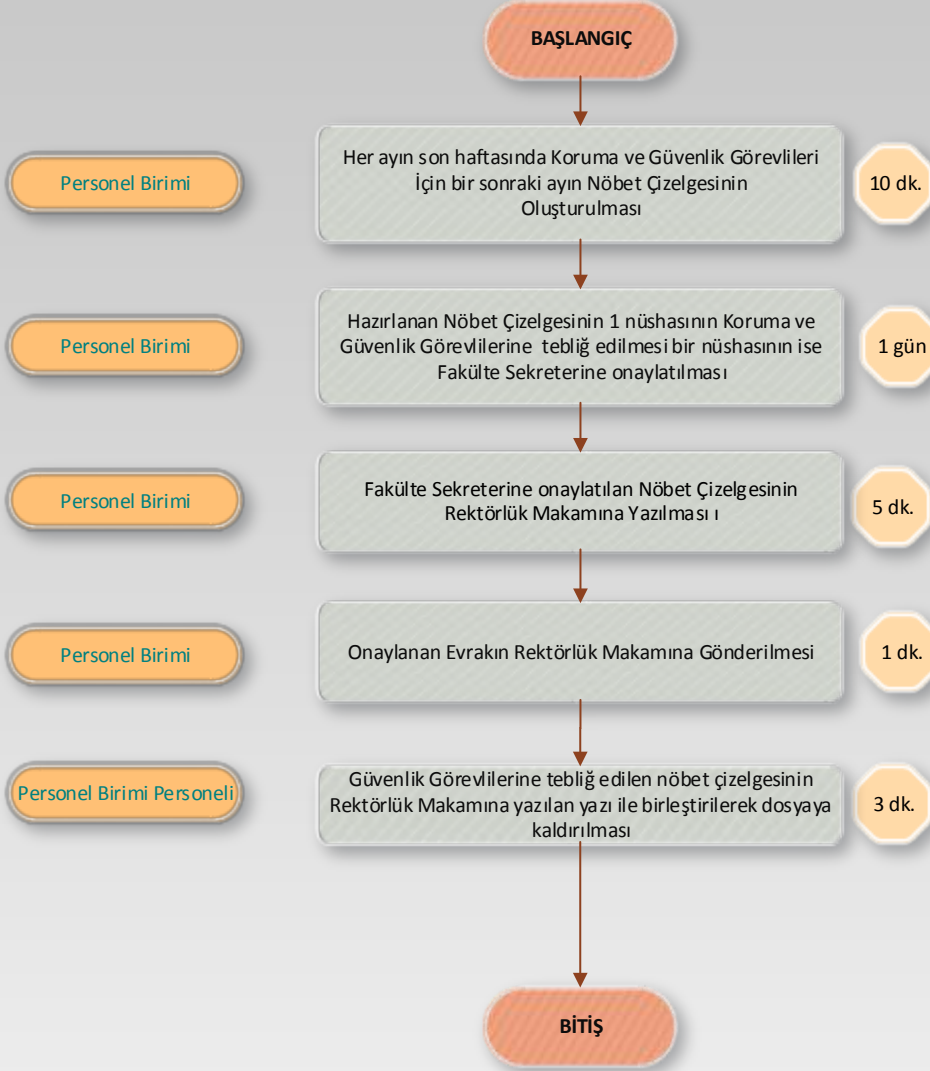 BAŞLANGIÇ
Personel Birimi
Her ayın son haftasında Koruma ve Güvenlik Görevlileri
İçin bir sonraki ayın Nöbet Çizelgesinin
Oluşturulması
10 dk.
Personel Birimi
Hazırlanan Nöbet Çizelgesinin 1 nüshasının Koruma ve
Güvenlik Görevlilerine tebliğ edilmesi bir nüshasının ise
Fakülte Sekreterine onaylatılması
1 gün
Personel Birimi
Fakülte Sekreterine onaylatılan Nöbet Çizelgesinin
Rektörlük Makamına Yazılması ı
5 dk.
Personel Birimi
Onaylanan Evrakın Rektörlük Makamına Gönderilmesi
1 dk.
Personel Birimi Personeli
Güvenlik Görevlilerine tebliğ edilen nöbet çizelgesinin
Rektörlük Makamına yazılan yazı ile birleştirilerek dosyaya
kaldırılması
3 dk.
BİTİŞ